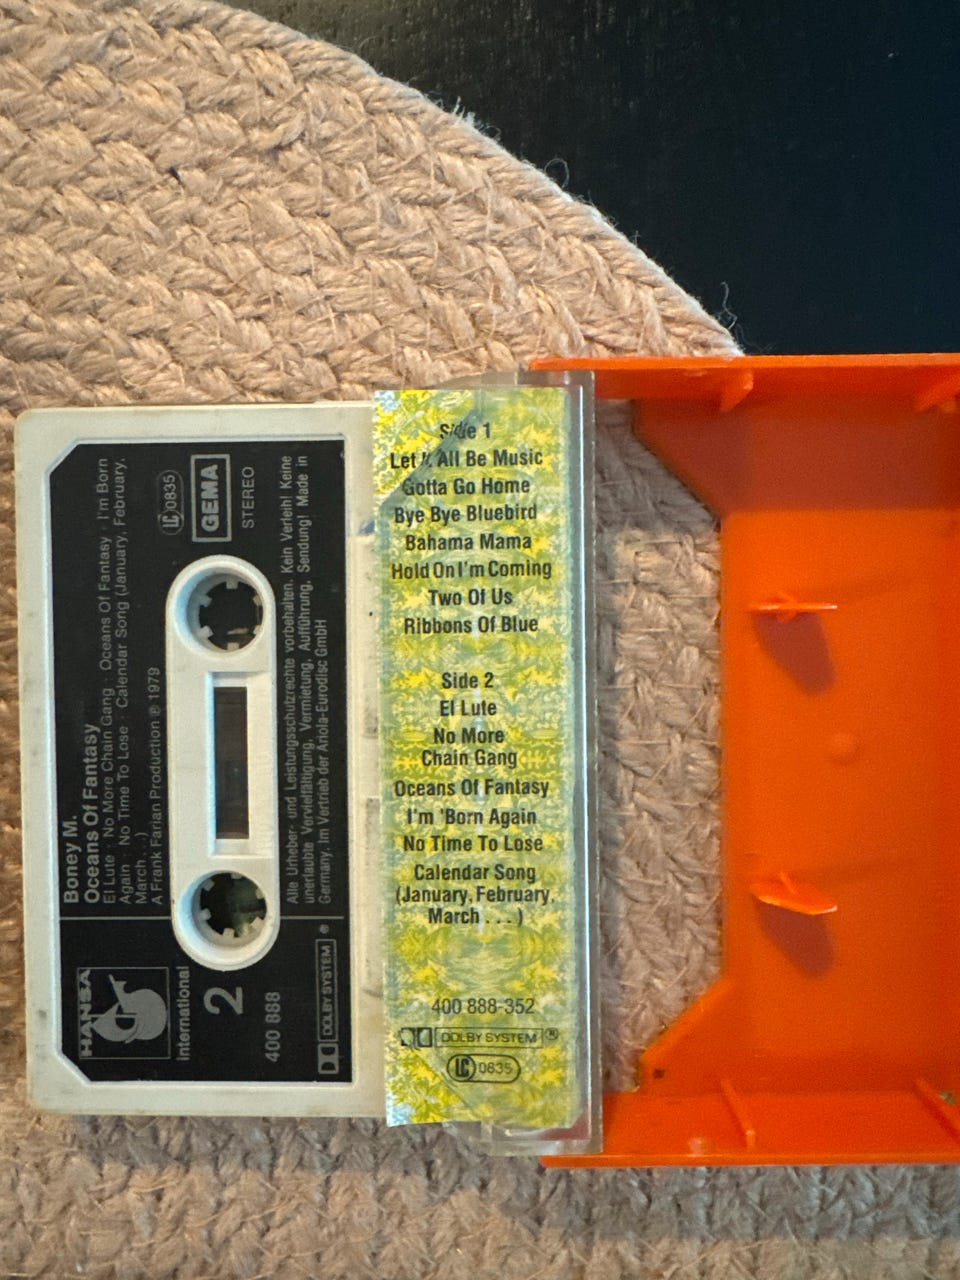 Boney M.
Oceans Of Fantasy
El Lute · No More Chain Gang · Oceans Of Fantasy · I'm Born
Again · No Time To Lose · Calendar Song (January, February,
March . . .)
A Frank Farian Production ℗ 1979
LC 0835
GEMA
STEREO
Alle Urheber- und Leistungsschutzrechte vorbehalten. Kein Verleih! Keine
unerlaubte Vervielfältigung, Vermietung, Aufführung, Sendung! Made in
Germany. Im Vertrieb der Ariola-Eurodisc GmbH
HANSA
International
2
400 888
DOLBY SYSTEM ®
Side 1
Let It All Be Music
Gotta Go Home
Bye Bye Bluebird
Bahama Mama
Hold On I'm Coming
Two Of Us
Ribbons Of Blue
Side 2
El Lute
No More
Chain Gang
Oceans Of Fantasy
I'm 'Born Again
No Time To Lose
Calendar Song
(January, February,
March . . . )
400 888-352
DOLBY SYSTEM ®
LC 0835